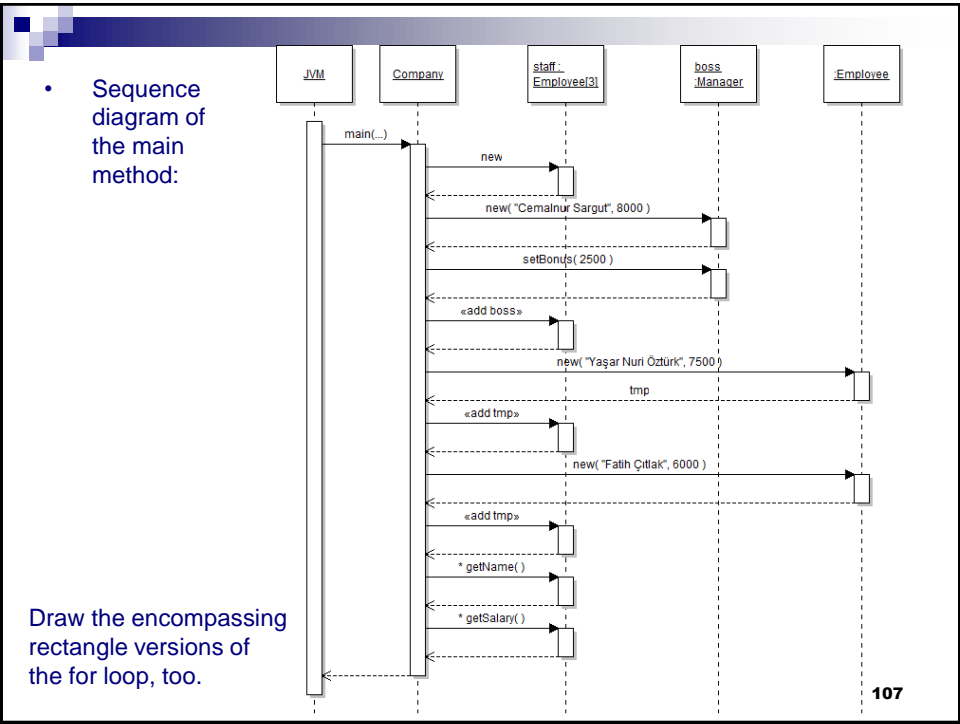 • Sequence
diagram of
the main
method:
JVM
Company
staff :
Employee[3]
boss
:Manager
:Employee
main(...)
new
new( "Cemalnur Sargut", 8000 )
setBonus( 2500 )
«add boss»
new( "Yaşar Nuri Öztürk", 7500 )
tmp
«add tmp»
new( "Fatih Çıtlak", 6000 )
«add tmp»
* getName( )
* getSalary( )
Draw the encompassing
rectangle versions of
the for loop, too.
107